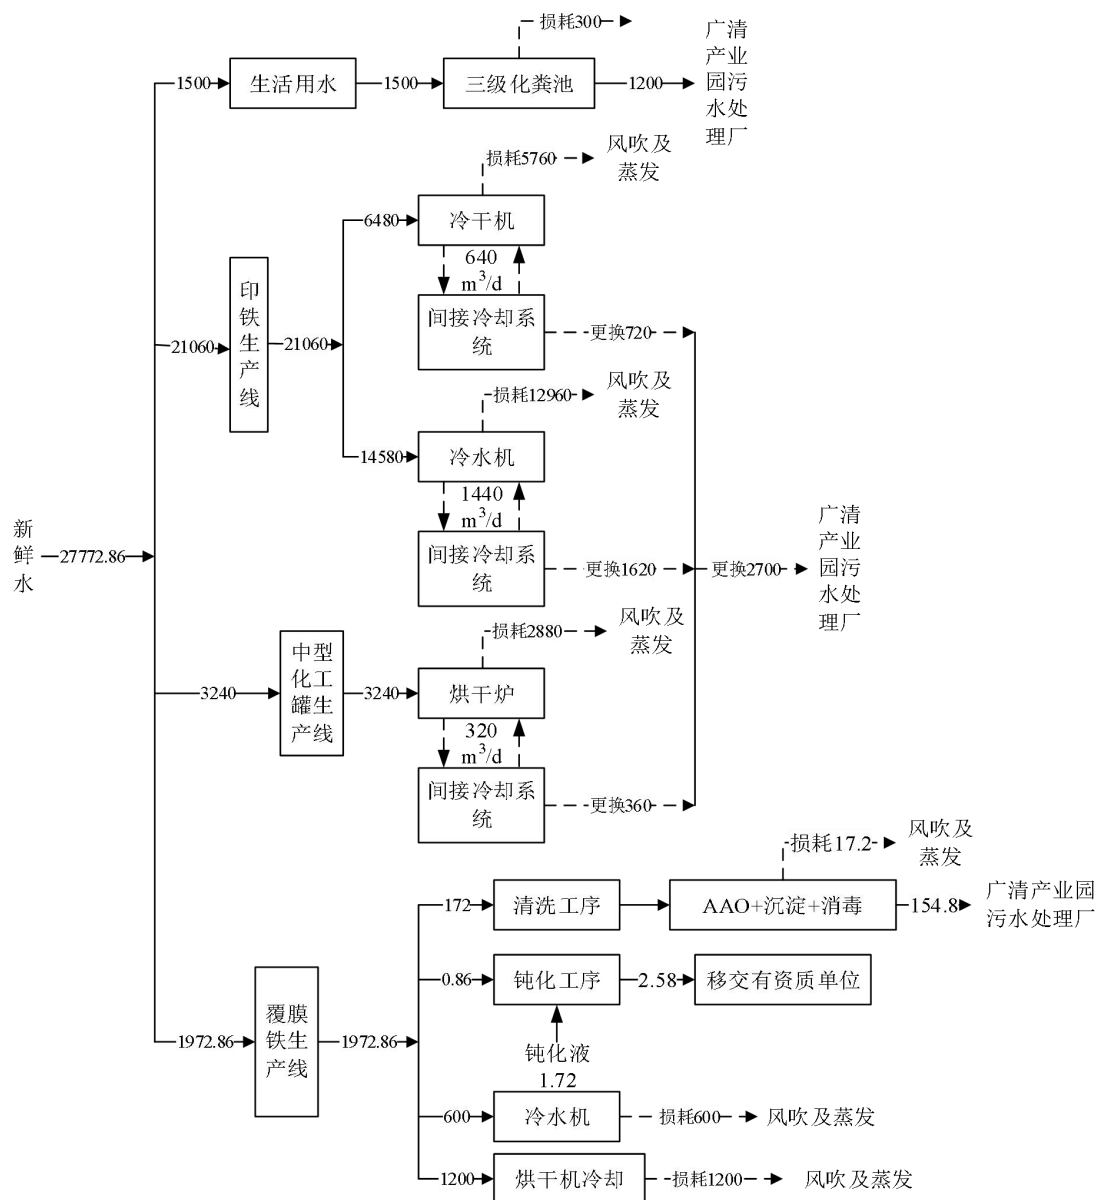 损耗300
广清
产业
园污
水处
理厂
1500
生活用水
1500
三级化粪池
1200
损耗5760
风吹及
蒸发
6480
冷干机
640
m³/d
间接冷却系
统
更换720
印
铁
生
产
线
21060
21060
损耗12960
风吹及
蒸发
14580
冷水机
1440
m³/d
间接冷却系
统
更换1620
更换2700
广清
产业
园污
水处
理厂
新
鲜
水
27772.86
损耗2880
风吹及
蒸发
3240
中型
化工
罐生
产线
3240
烘干炉
320
m³/d
间接冷却系
统
更换360
损耗17.2
风吹及
蒸发
172
清洗工序
AAO+沉淀+消毒
154.8
广清产业园
污水处理厂
0.86
钝化工序
2.58
移交有资质单位
1972.86
覆膜
铁生
产线
1972.86
钝化液
1.72
600
冷水机
损耗600
风吹及蒸发
1200
烘干机冷却
损耗1200
风吹及蒸发